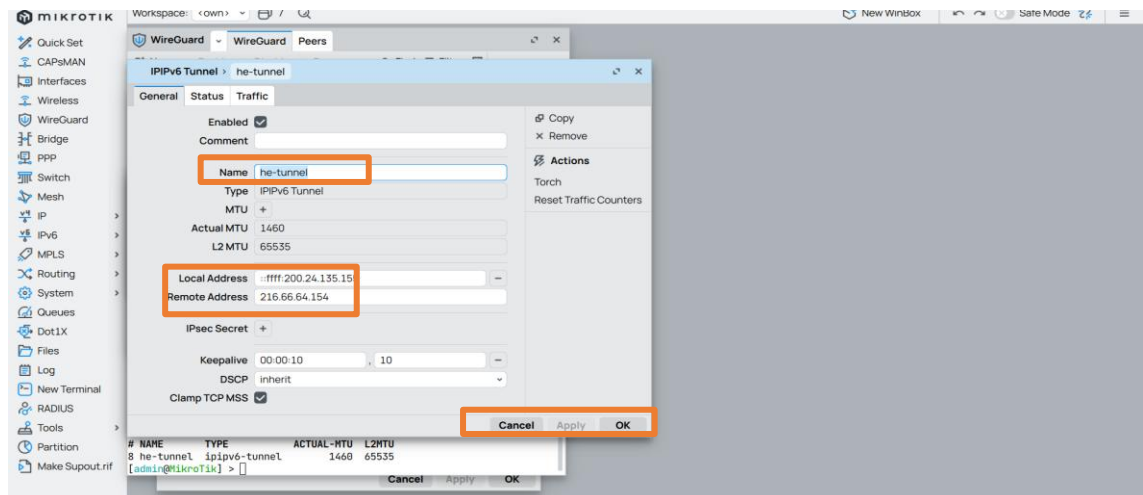 MIKROTIK
Workspace: <own>
New WinBox
Safe Mode
Quick Set
CAPsMAN
Interfaces
Wireless
WireGuard
Bridge
PPP
Switch
Mesh
IP
IPv6
MPLS
Routing
System
Queues
Dot1X
Files
Log
New Terminal
RADIUS
Tools
Partition
Make Supout.rif
WireGuard WireGuard Peers
IPIPv6 Tunnel > he-tunnel
General Status Traffic
Enabled
Comment
Name he-tunnel
Type IPIPv6 Tunnel
MTU +
Actual MTU 1460
L2 MTU 65535
Local Address ::ffff:200.24.135.15
Remote Address 216.66.64.154
IPsec Secret +
Keepalive 00:00:10 , 10
DSCP inherit
Clamp TCP MSS
Copy
Remove
Actions
Torch
Reset Traffic Counters
Cancel Apply OK
# NAME TYPE ACTUAL-MTU L2MTU
8 he-tunnel ipipv6-tunnel 1460 65535
[admin@MikroTik] >
Cancel Apply OK